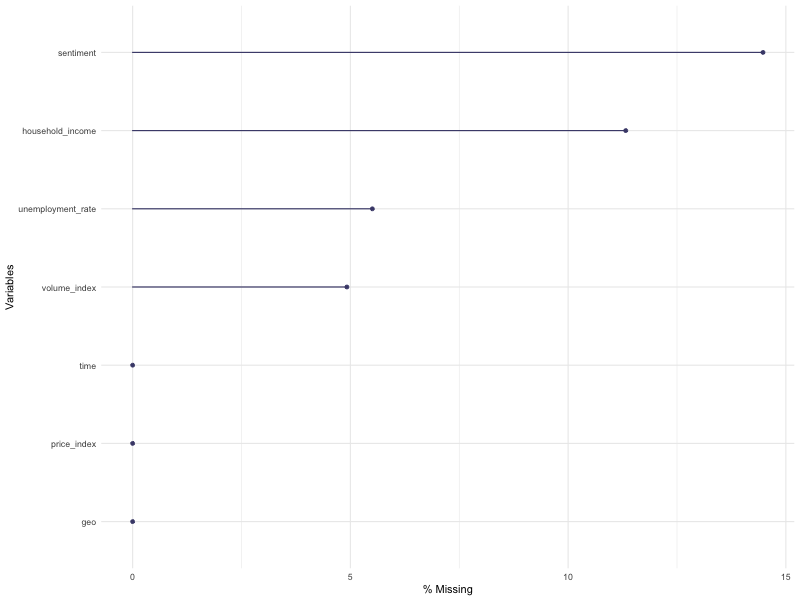 sentiment
household_income
unemployment_rate
volume_index
time
price_index
geo
Variables
0 5 10 15
% Missing